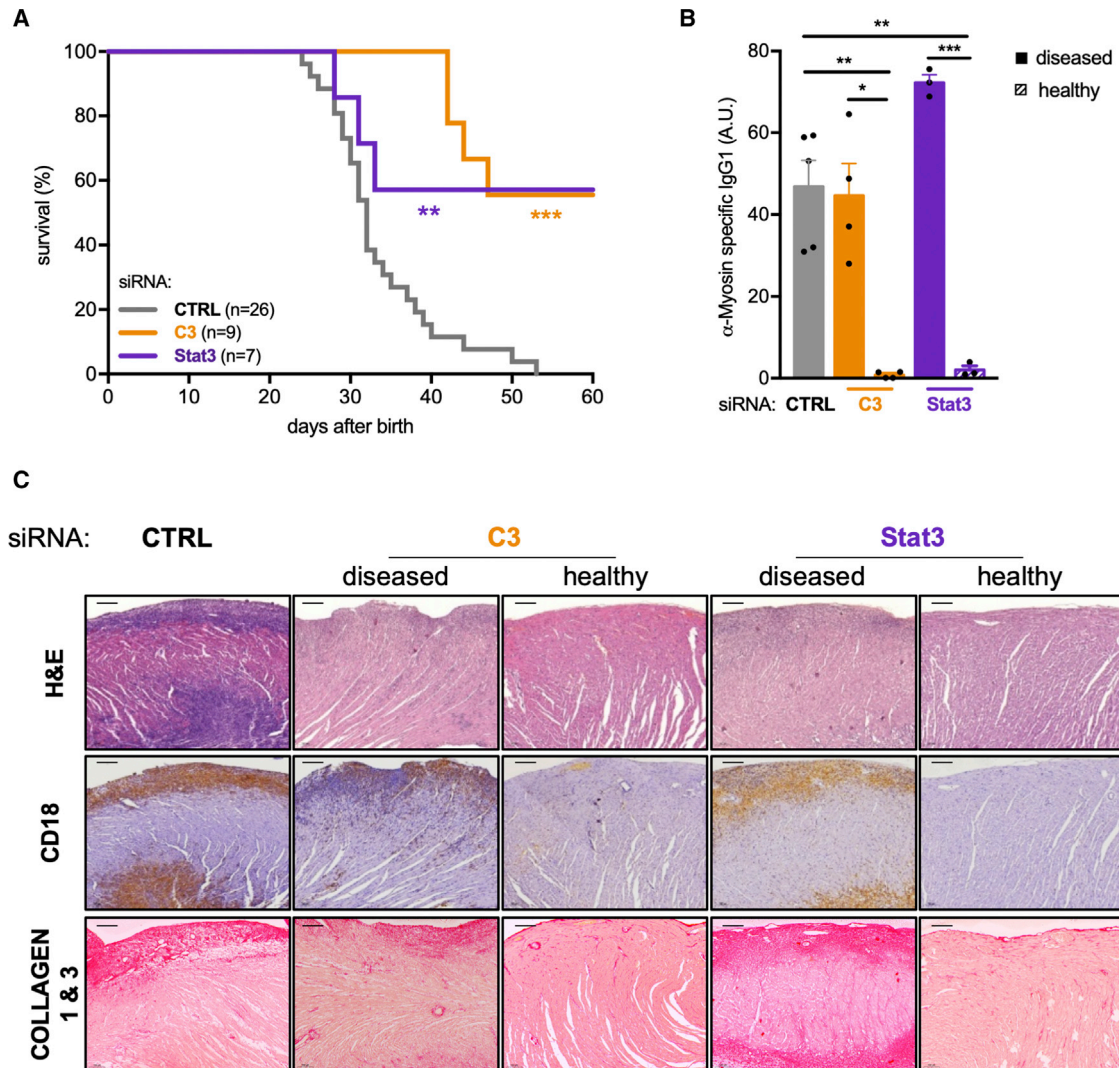 A
100
80
60
40
20
0
survival (%)
siRNA:
CTRL (n=26)
C3 (n=9)
Stat3 (n=7)
**
***
0 10 20 30 40 50 60
days after birth
B
80
60
40
20
0
α-Myosin specific IgG1 (A.U.)
**
**
***
*
diseased
healthy
siRNA: CTRL C3 Stat3
C
siRNA: CTRL C3 Stat3
diseased healthy diseased healthy
H&E
CD18
COLLAGEN
1 & 3